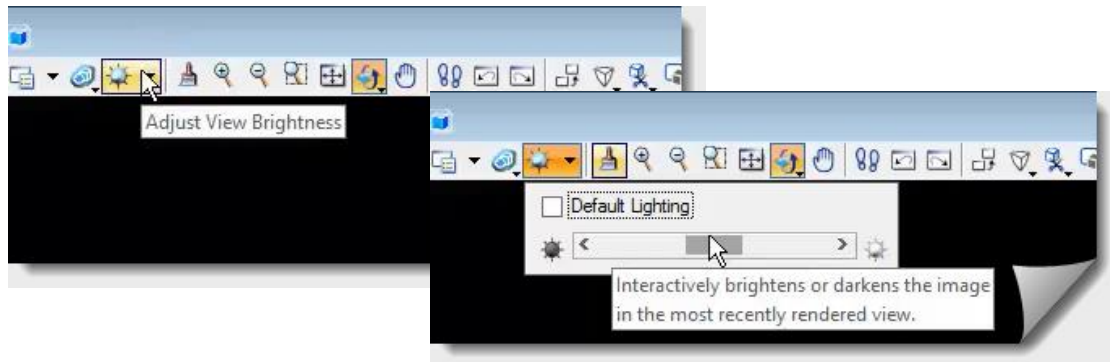 Adjust View Brightness
Default Lighting
Interactively brightens or darkens the image
in the most recently rendered view.